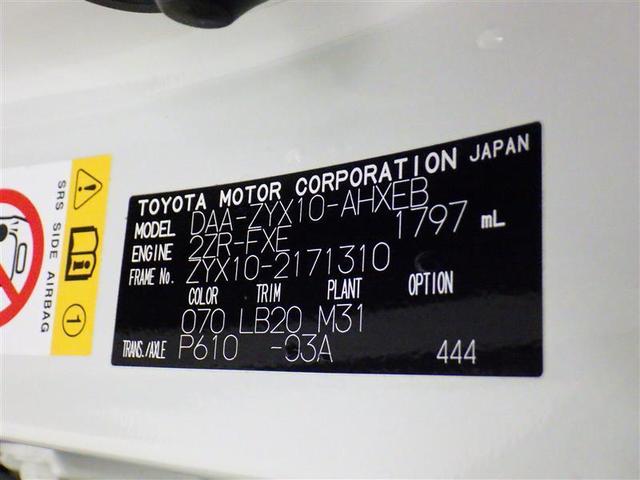 TOYOTA MOTOR CORPORATION JAPAN
MODEL DAA-ZYX10-AHXEB
ENGINE 2ZR-FXE 1797 mL
FRAME No. ZYX10-2171310
COLOR TRIM PLANT OPTION
070 LB20 M31
TRANS./AXLE P610 -03A 444
SRS SIDE AIRBAG
1